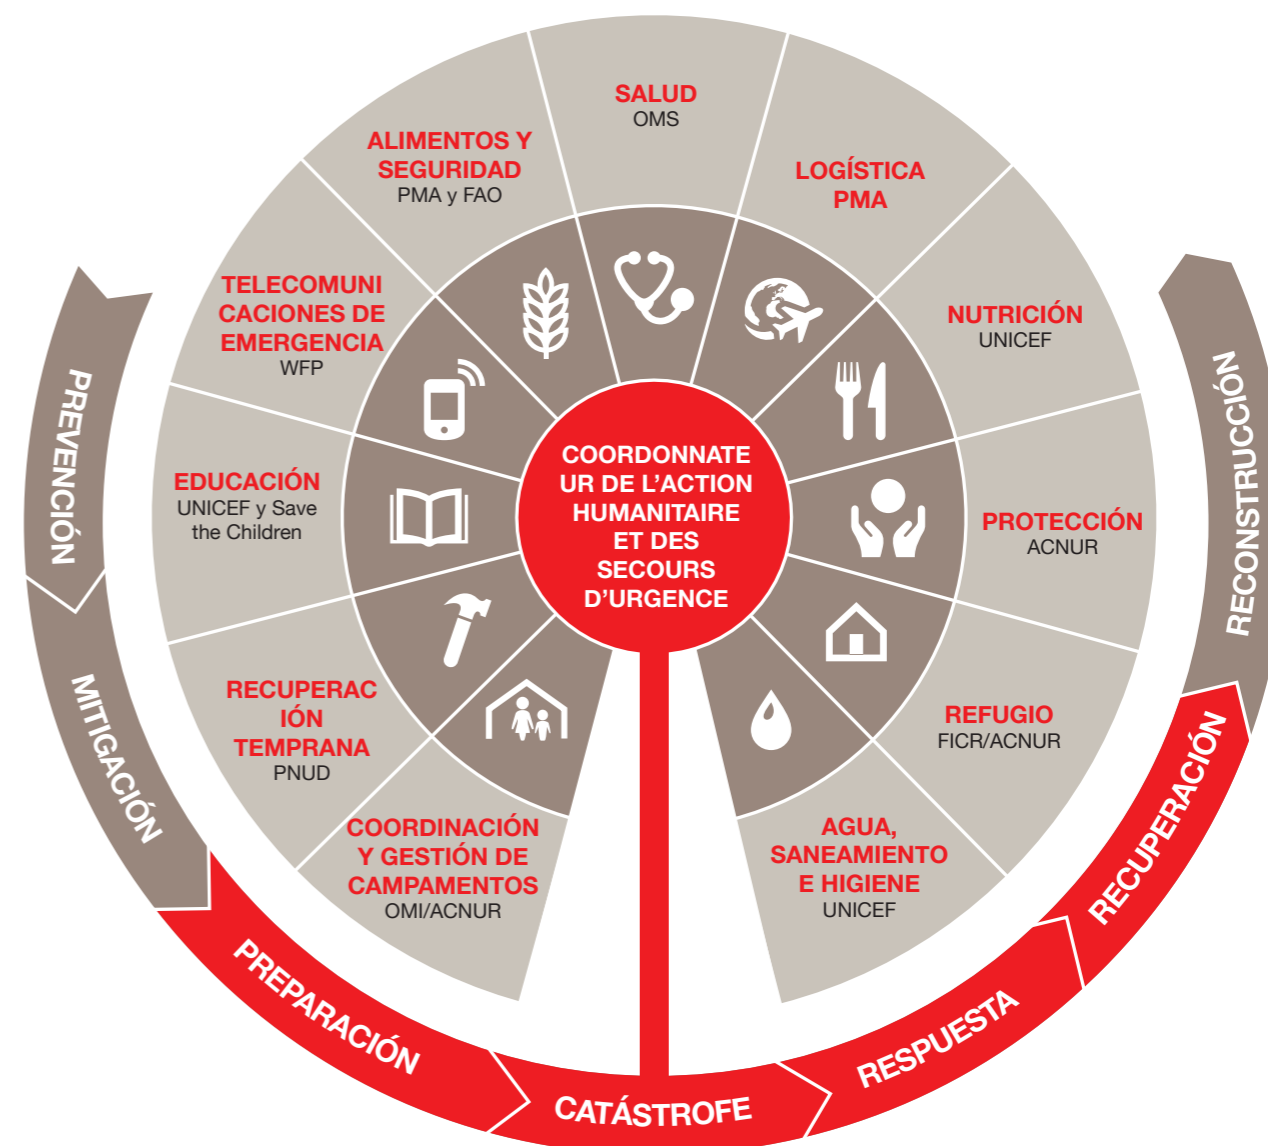 SALUD
OMS
LOGÍSTICA
PMA
NUTRICIÓN
UNICEF
PROTECCIÓN
ACNUR
REFUGIO
FICR/ACNUR
AGUA,
SANEAMIENTO
E HIGIENE
UNICEF
COORDINACIÓN
Y GESTIÓN DE
CAMPAMENTOS
OMI/ACNUR
RECUPERAC
IÓN
TEMPRANA
PNUD
EDUCACIÓN
UNICEF y Save
the Children
TELECOMUNI
CACIONES DE
EMERGENCIA
WFP
ALIMENTOS Y
SEGURIDAD
PMA y FAO
COORDONNATE
UR DE L’ACTION
HUMANITAIRE
ET DES
SECOURS
D’URGENCE
PREVENCIÓN
MITIGACIÓN
PREPARACIÓN
CATÁSTROFE
RESPUESTA
RECUPERACIÓN
RECONSTRUCCIÓN